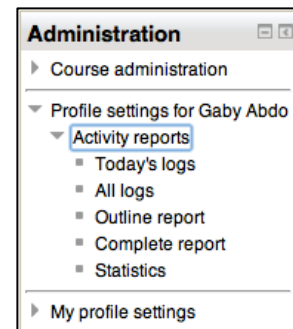 Administration
Course administration
Profile settings for Gaby Abdo
Activity reports
Today's logs
All logs
Outline report
Complete report
Statistics
My profile settings